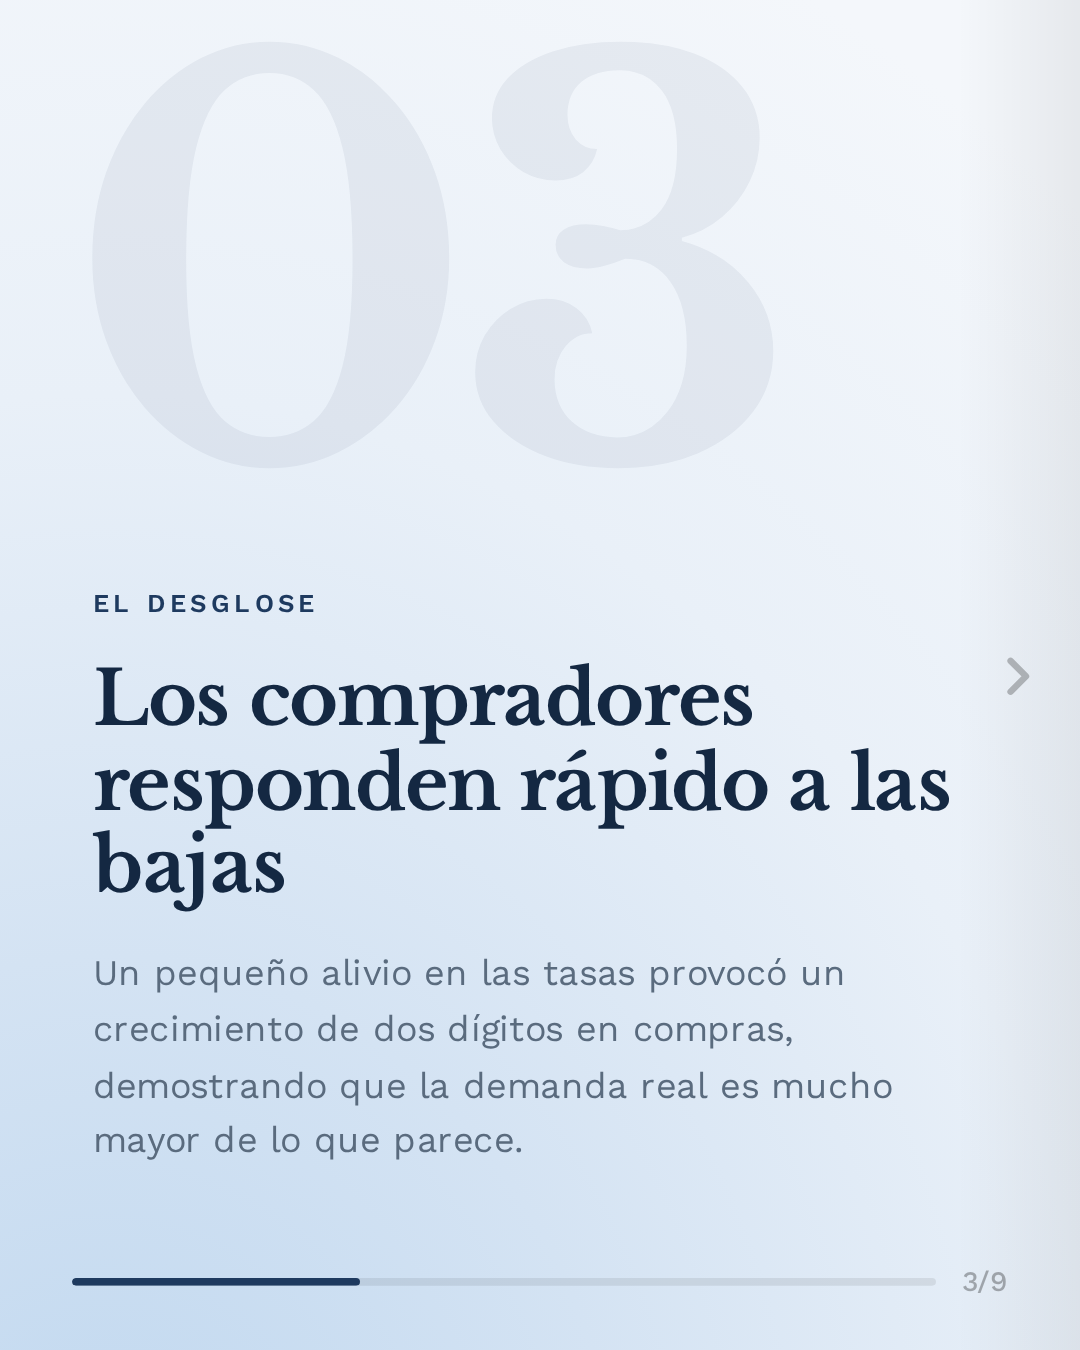 03
EL DESGLOSE
Los compradores
responden rápido a las
bajas
Un pequeño alivio en las tasas provocó un
crecimiento de dos dígitos en compras,
demostrando que la demanda real es mucho
mayor de lo que parece.
3/9